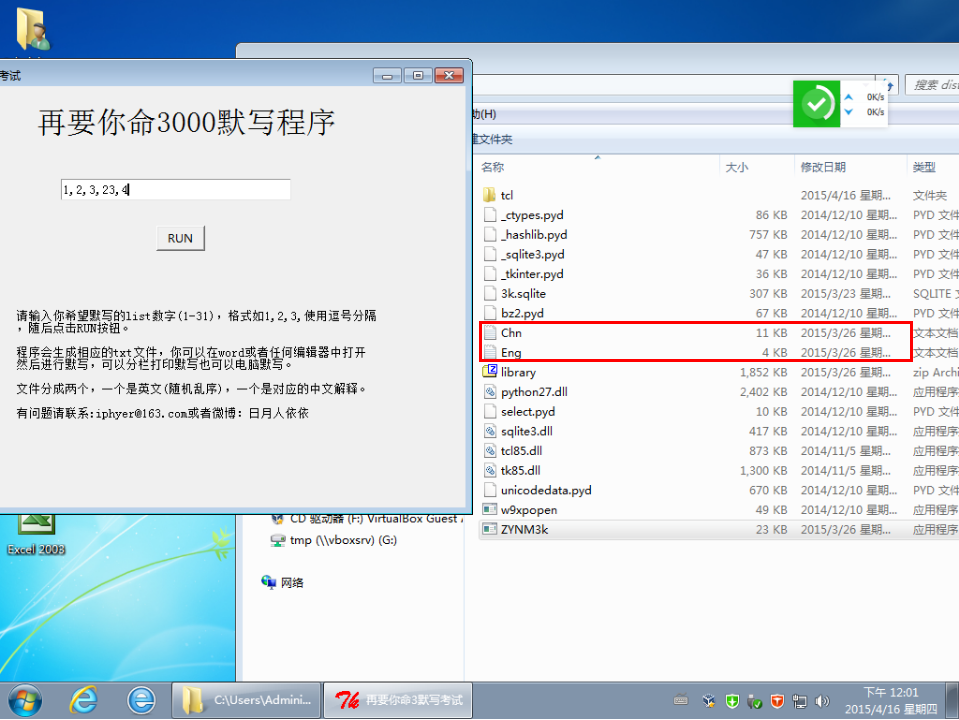 考试
再要你命3000默写程序
1,2,3,23,4
RUN
请输入你希望默写的list数字(1-31), 格式如1,2,3,使用逗号分隔
, 随后点击RUN按钮。
程序会生成相应的txt文件, 你可以在word或者任何编辑器中打开
然后进行默写, 可以分栏打印默写也可以电脑默写。
文件分成两个, 一个是英文(随机乱序), 一个是对应的中文解释。
有问题请联系:iphyer@163.com或者微博: 日月人依依
搜索 dist
0K/s
0K/s
助(H)
建文件夹
名称 大小 修改日期 类型
tcl 2015/4/16 星期... 文件夹
_ctypes.pyd 86 KB 2014/12/10 星期... PYD 文件
_hashlib.pyd 757 KB 2014/12/10 星期... PYD 文件
_sqlite3.pyd 47 KB 2014/12/10 星期... PYD 文件
_tkinter.pyd 36 KB 2014/12/10 星期... PYD 文件
3k.sqlite 307 KB 2015/3/23 星期... SQLITE 文
bz2.pyd 67 KB 2014/12/10 星期... PYD 文件
Chn 11 KB 2015/3/26 星期... 文本文档
Eng 4 KB 2015/3/26 星期... 文本文档
library 1,852 KB 2015/3/26 星期... zip Archi
python27.dll 2,402 KB 2014/12/10 星期... 应用程序
select.pyd 10 KB 2014/12/10 星期... PYD 文件
sqlite3.dll 417 KB 2014/12/10 星期... 应用程序
tcl85.dll 873 KB 2014/11/5 星期... 应用程序
tk85.dll 1,300 KB 2014/11/5 星期... 应用程序
unicodedata.pyd 670 KB 2014/12/10 星期... PYD 文件
w9xpopen 49 KB 2014/12/10 星期... 应用程序
ZYNM3k 23 KB 2015/3/26 星期... 应用程序
CD 驱动器 (F:) VirtualBox Guest
tmp (\\vboxsrv) (G:)
网络
Excel 2003
C:\Users\Admini...
再要你命3默写考试
下午 12:01
2015/4/16 星期四